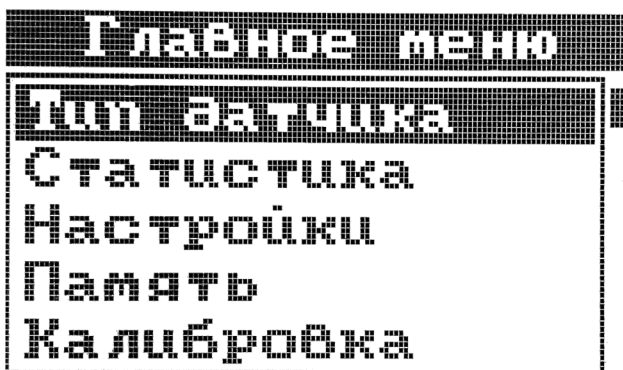 Главное меню
Тип датчика
Статистика
Настройки
Память
Калибровка